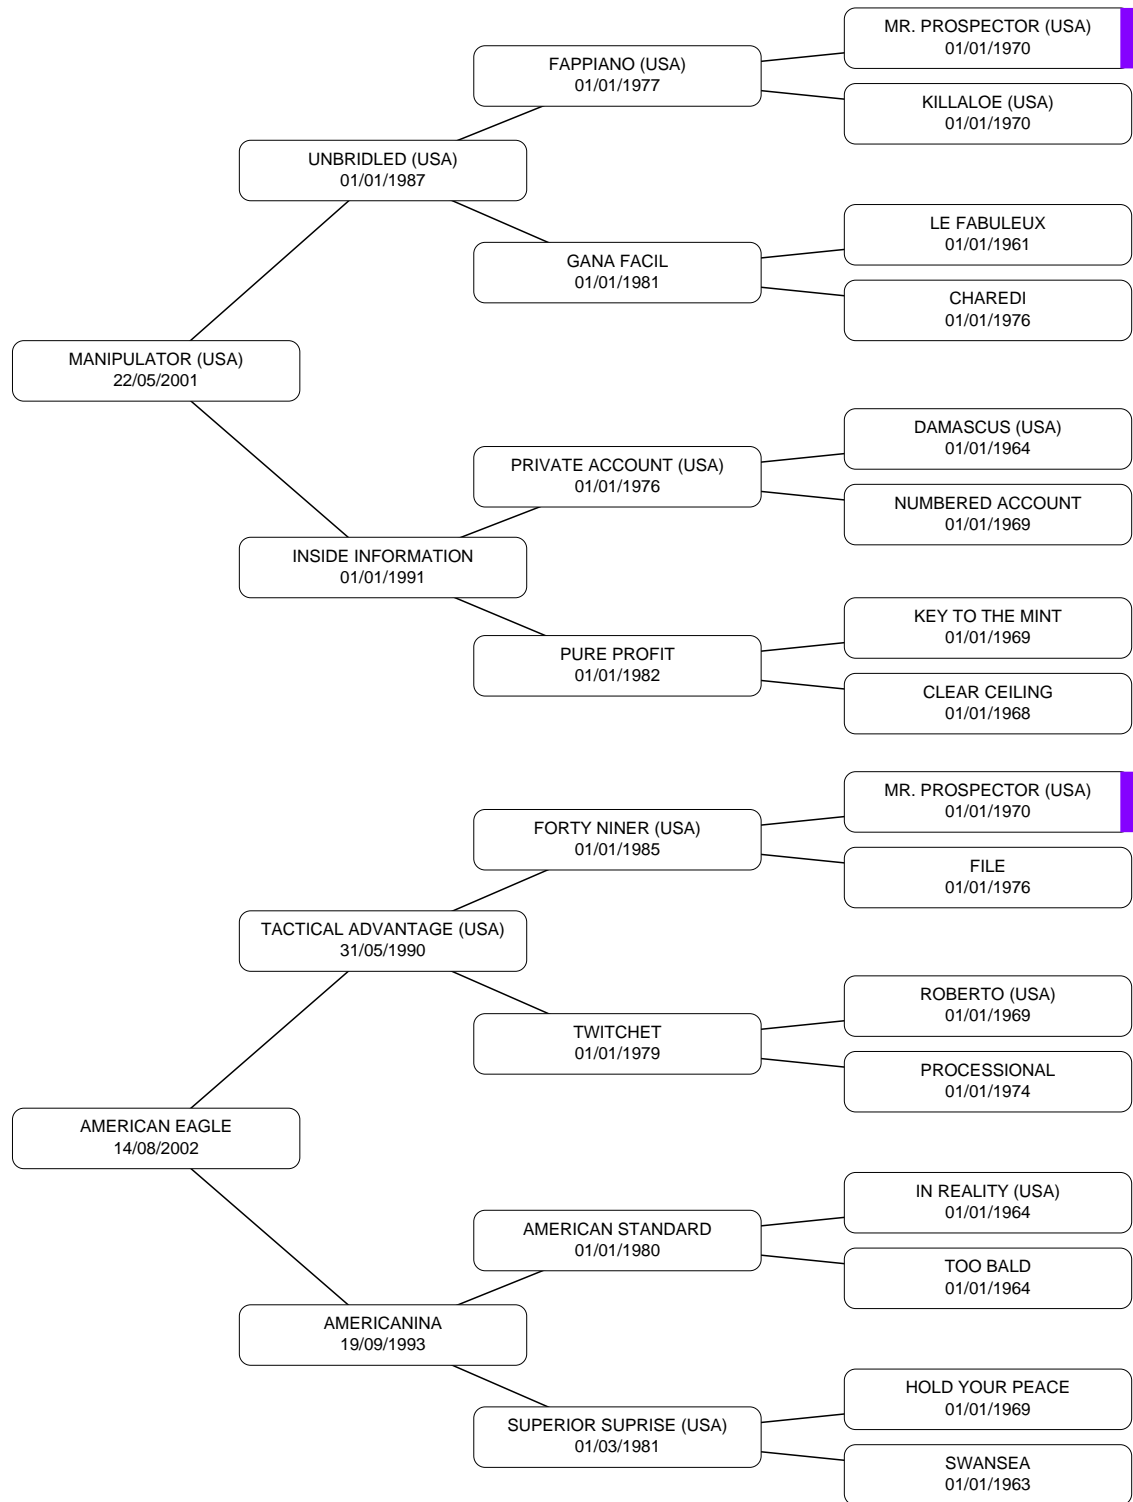 MR. PROSPECTOR (USA)
01/01/1970
FAPPIANO (USA)
01/01/1977
KILLALOE (USA)
01/01/1970
UNBRIDLED (USA)
01/01/1987
LE FABULEUX
01/01/1961
GANA FACIL
01/01/1981
CHAREDI
01/01/1976
MANIPULATOR (USA)
22/05/2001
DAMASCUS (USA)
01/01/1964
PRIVATE ACCOUNT (USA)
01/01/1976
NUMBERED ACCOUNT
01/01/1969
INSIDE INFORMATION
01/01/1991
KEY TO THE MINT
01/01/1969
PURE PROFIT
01/01/1982
CLEAR CEILING
01/01/1968
MR. PROSPECTOR (USA)
01/01/1970
FORTY NINER (USA)
01/01/1985
FILE
01/01/1976
TACTICAL ADVANTAGE (USA)
31/05/1990
ROBERTO (USA)
01/01/1969
TWITCHET
01/01/1979
PROCESSIONAL
01/01/1974
AMERICAN EAGLE
14/08/2002
IN REALITY (USA)
01/01/1964
AMERICAN STANDARD
01/01/1980
TOO BALD
01/01/1964
AMERICANINA
19/09/1993
HOLD YOUR PEACE
01/01/1969
SUPERIOR SUPRISE (USA)
01/03/1981
SWANSEA
01/01/1963